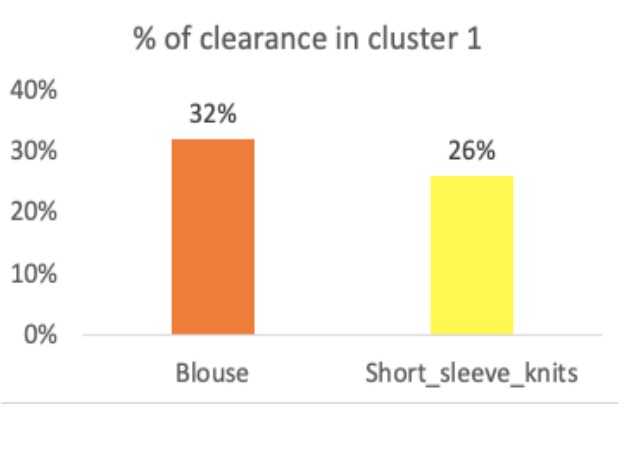 % of clearance in cluster 1
40%
32%
30%
26%
20%
10%
0%
Blouse
Short_sleeve_knits